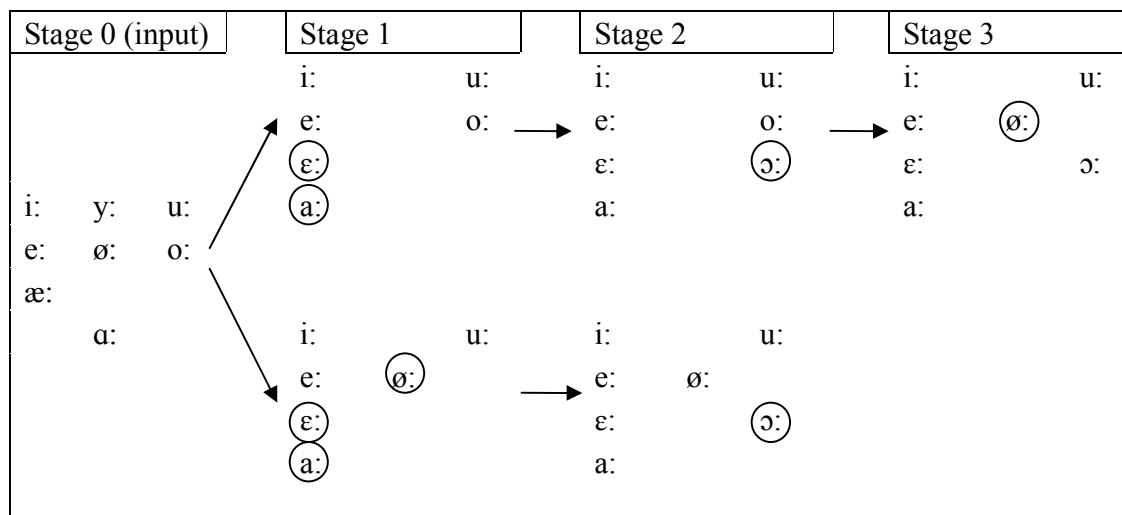 Stage 0 (input) Stage 1 Stage 2 Stage 3
i: u: i: u: i: u:
e: o: e: o: e: ø:
ɛ: ɛ: ɔ: ɛ: ɔ:
i: y: u: a: a: a:
e: ø: o:
æ:
ɑ: i: u: i: u:
e: ø: e: ø:
ɛ: ɛ: ɔ:
a: a: